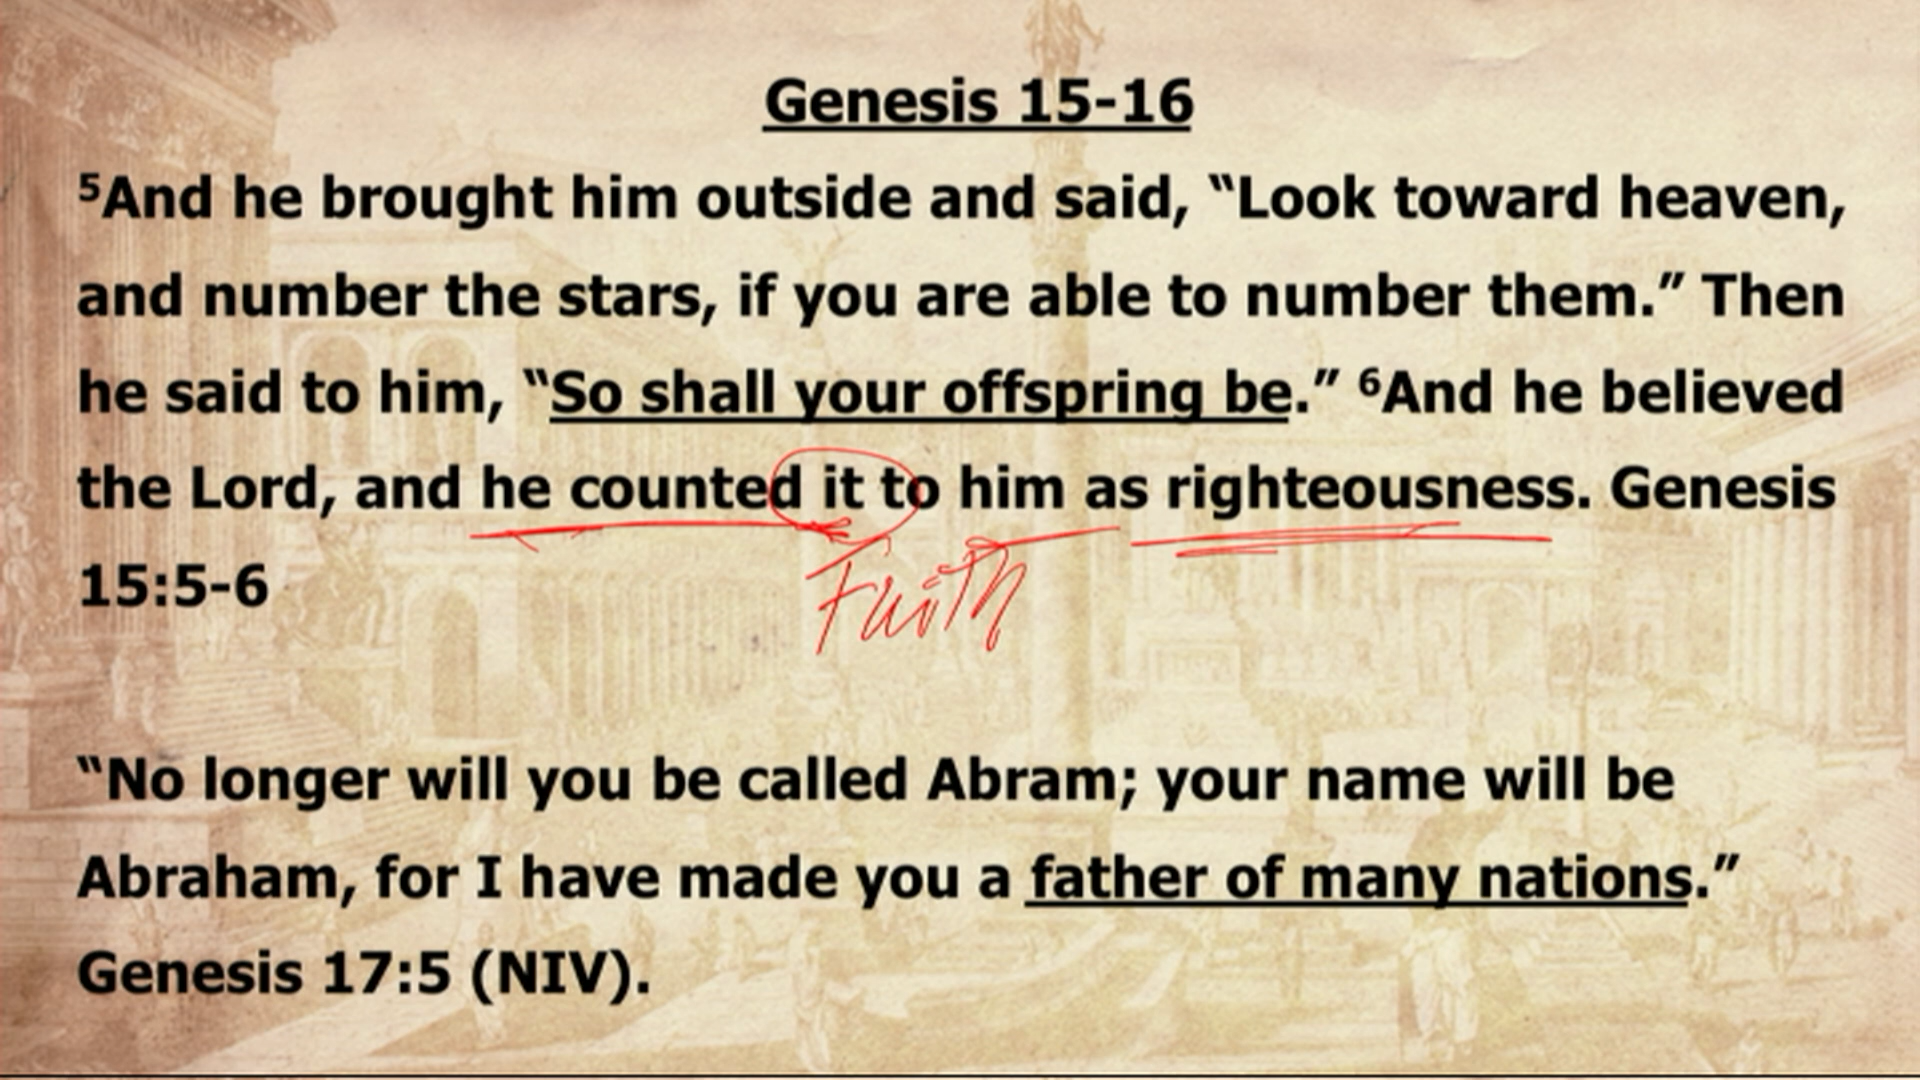 Genesis 15-16
⁵And he brought him outside and said, “Look toward heaven,
and number the stars, if you are able to number them.” Then
he said to him, “So shall your offspring be.” ⁶And he believed
the Lord, and he counted it to him as righteousness. Genesis
15:5-6
Faith
“No longer will you be called Abram; your name will be
Abraham, for I have made you a father of many nations.”
Genesis 17:5 (NIV).